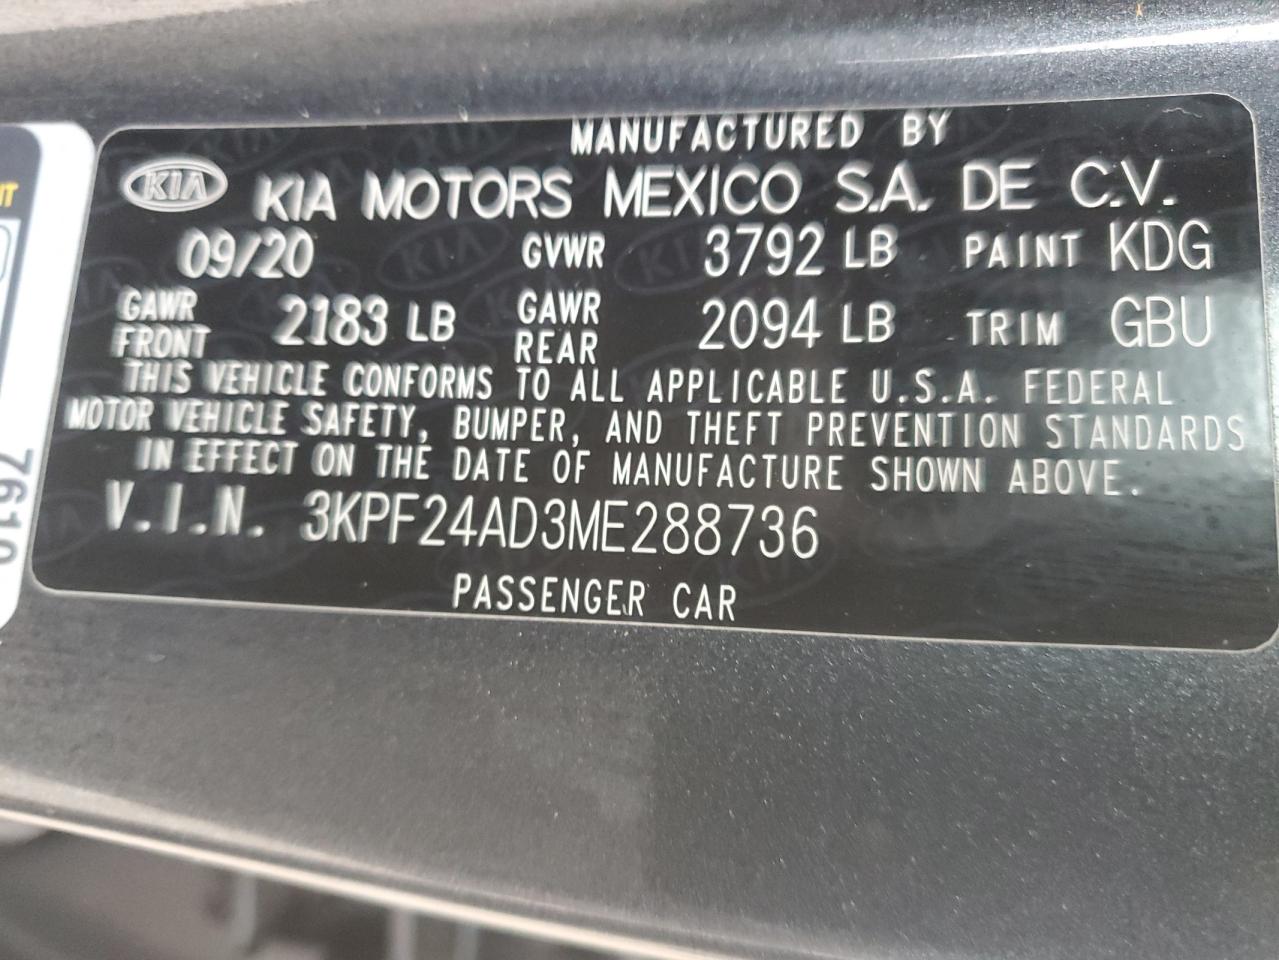 MANUFACTURED BY
KIA KIA MOTORS MEXICO S.A. DE C.V.
09/20 GVWR 3792 LB PAINT KDG
GAWR FRONT 2183 LB GAWR REAR 2094 LB TRIM GBU
THIS VEHICLE CONFORMS TO ALL APPLICABLE U.S.A. FEDERAL
MOTOR VEHICLE SAFETY, BUMPER, AND THEFT PREVENTION STANDARDS
IN EFFECT ON THE DATE OF MANUFACTURE SHOWN ABOVE.
V.I.N. 3KPF24AD3ME288736
PASSENGER CAR